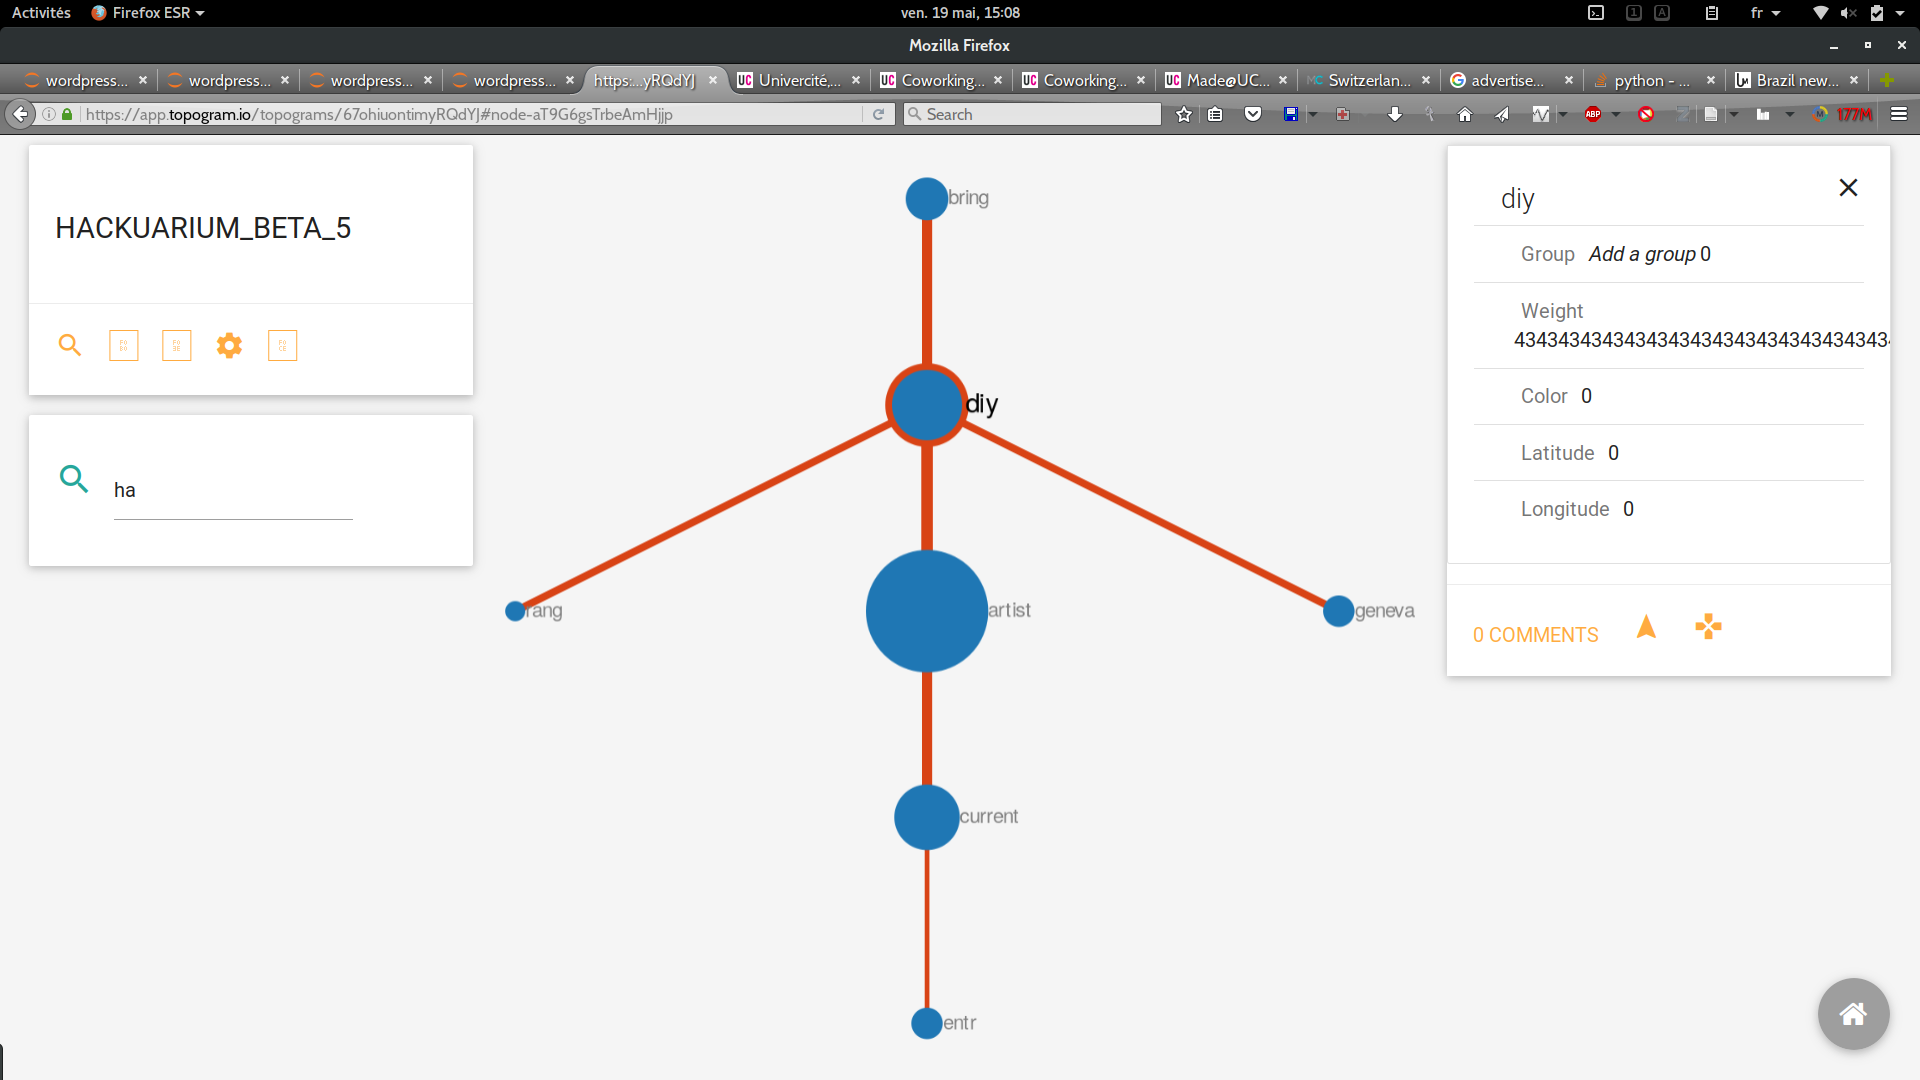 Activités Firefox ESR ven. 19 mai, 15:08 1 A fr
Mozilla Firefox
wordpress... wordpress... wordpress... wordpress... https:...yRQdYJ Univercité,... Coworking... Coworking... Made@UC... Switzerlan... advertise... python - ... Brazil new...
https://app.topogram.io/topograms/67ohiuontimyRQdYJ#node-aT9G6gsTrbeAmHjjp Search ABP 177M
HACKUARIUM_BETA_5
ha
bring
diy
rang
artist
geneva
current
entr
diy
Group Add a group 0
Weight
Color 0
Latitude 0
Longitude 0
0 COMMENTS